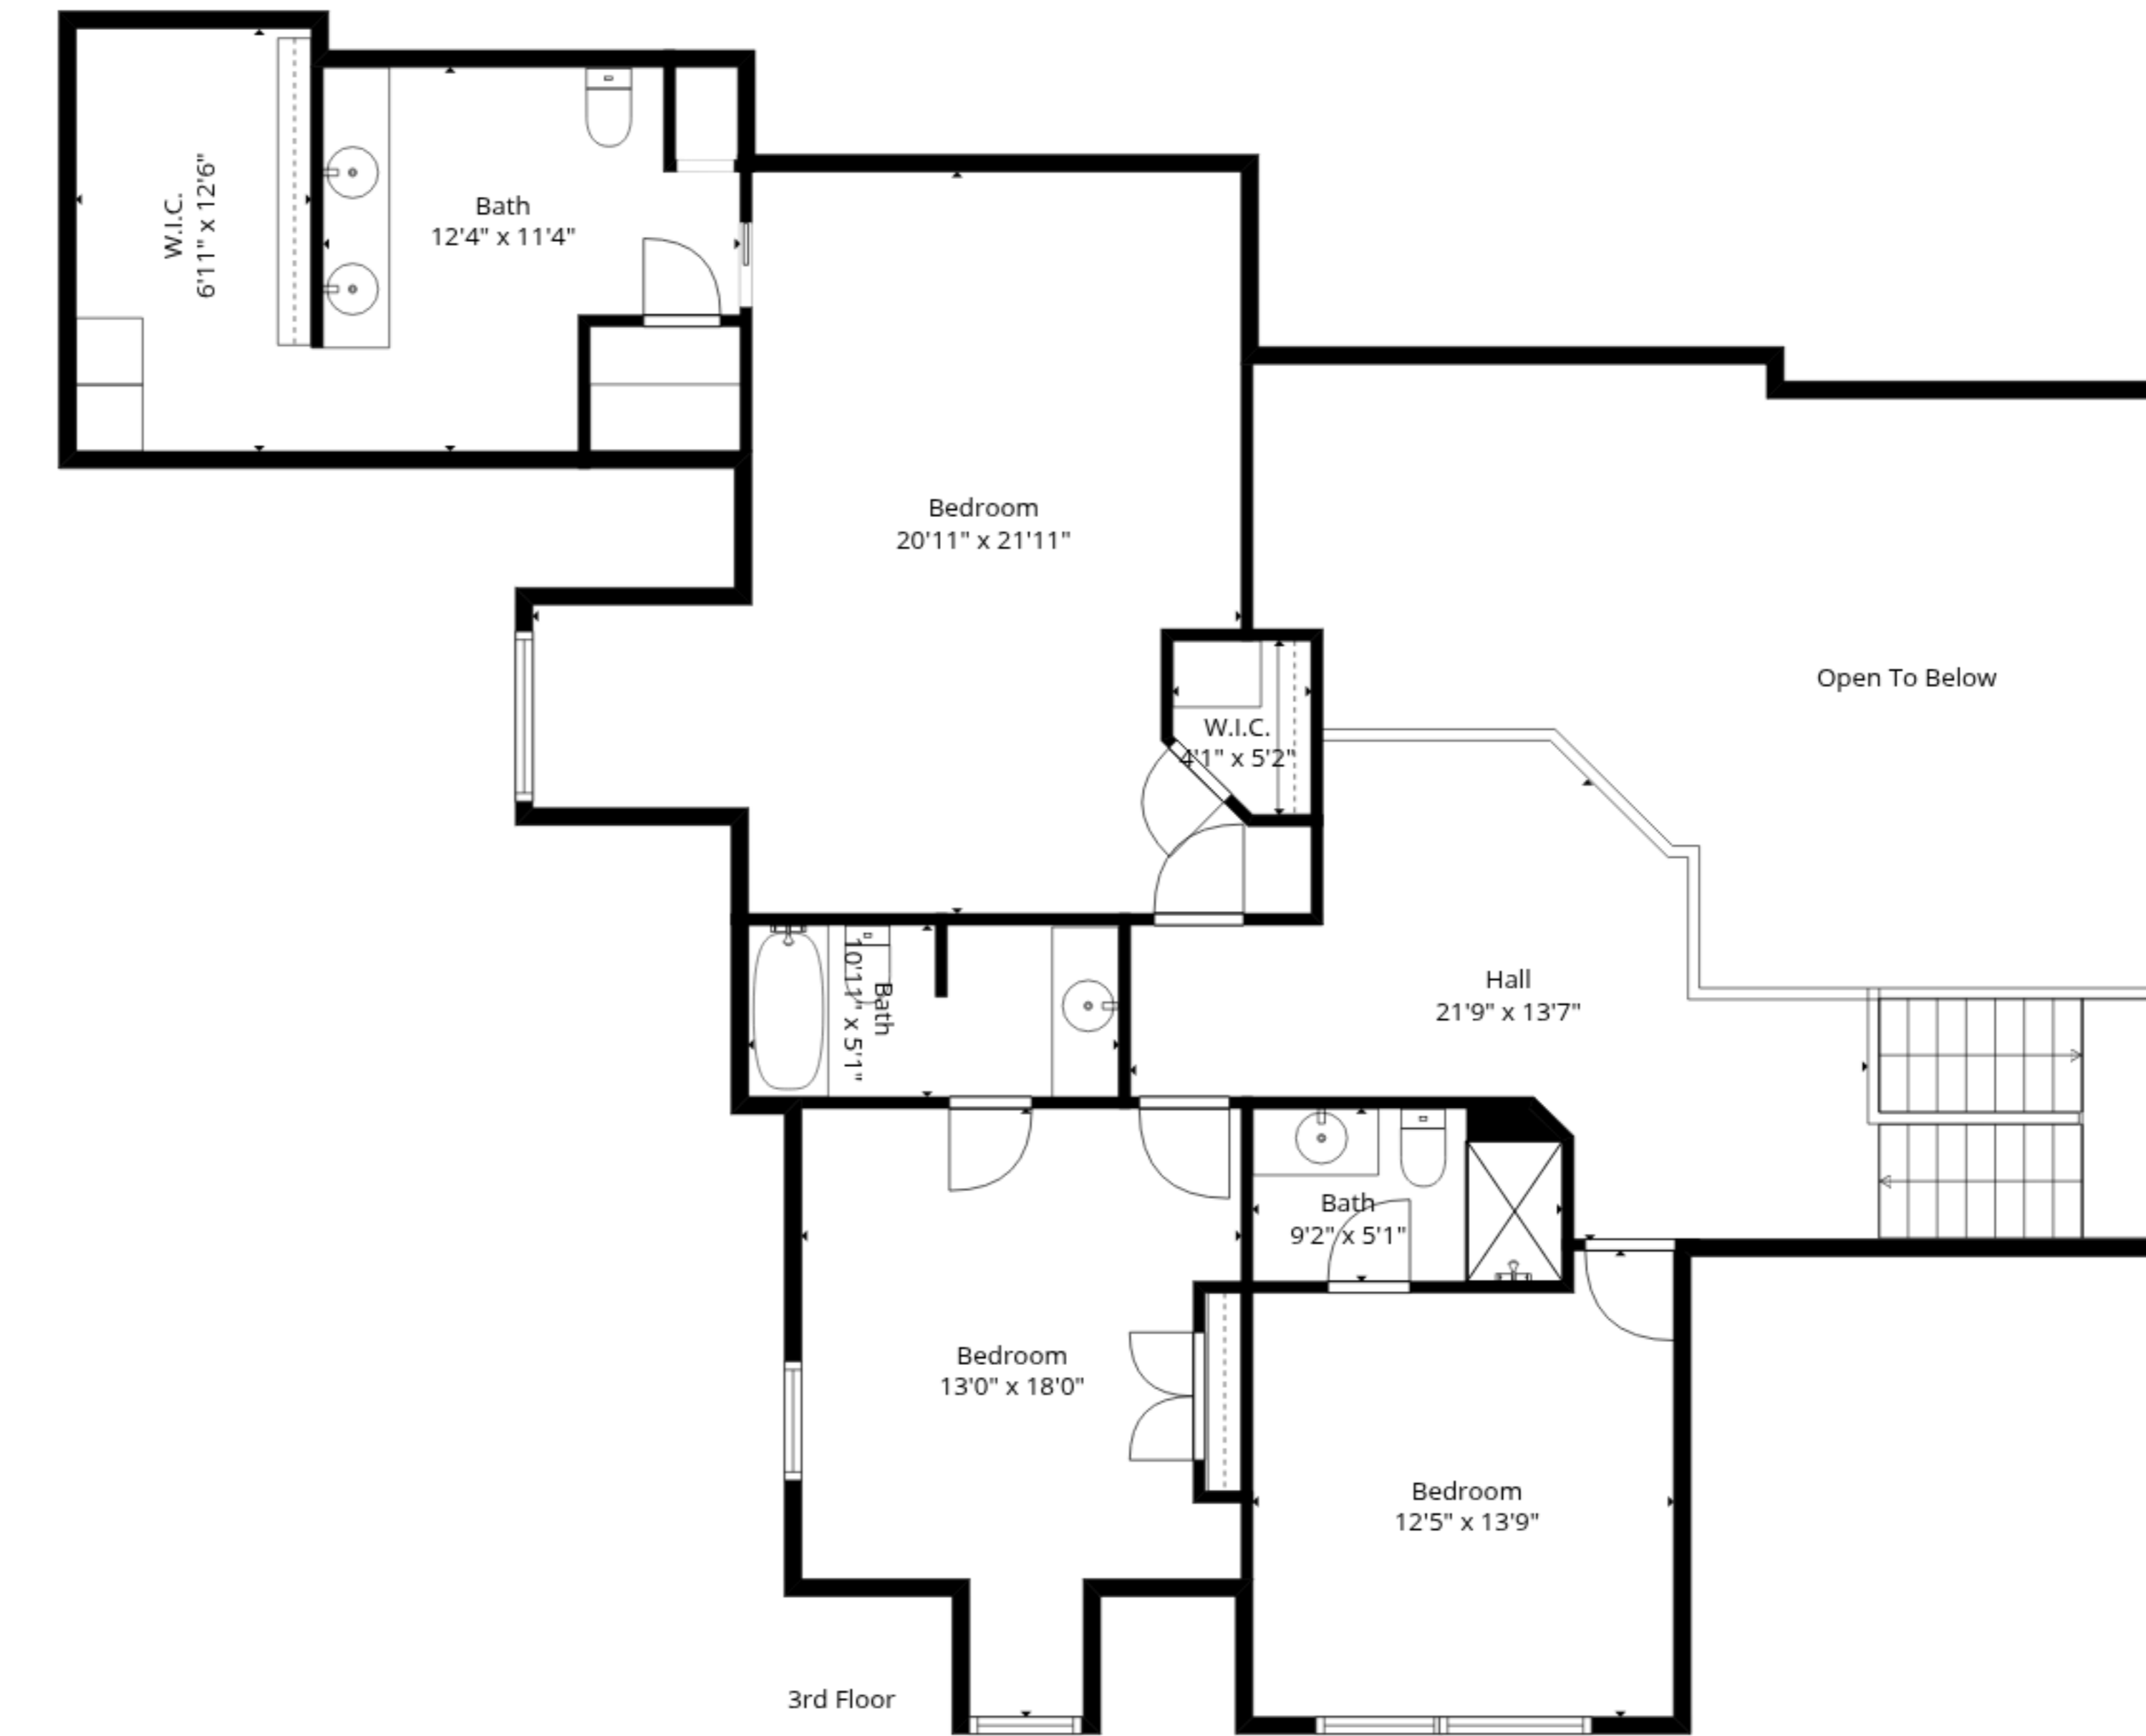 W.I.C.
6'11" x 12'6"
Bath
12'4" x 11'4"
Bedroom
20'11" x 21'11"
Open To Below
W.I.C.
4'1" x 5'2"
Hall
21'9" x 13'7"
Bath
10'11" x 5'1"
Bath
9'2" x 5'1"
Bedroom
13'0" x 18'0"
Bedroom
12'5" x 13'9"
3rd Floor